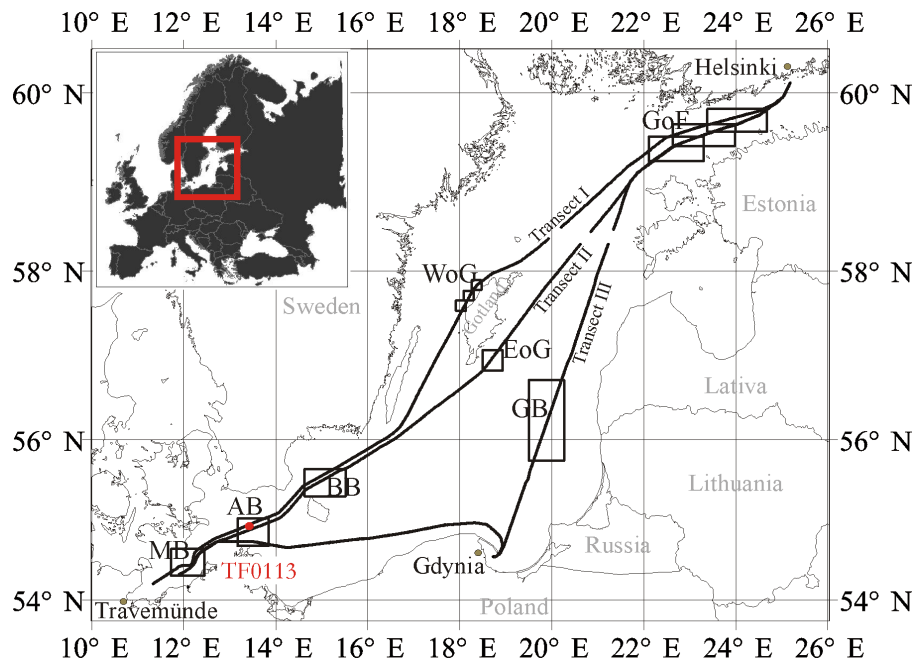 10° E 12° E 14° E 16° E 18° E 20° E 22° E 24° E 26° E
Helsinki
60° N 60° N
GoF
Estonia
Transect I
58° N 58° N
WoG
Gotland
Transect II
Sweden
Transect III
EoG
Lativa
GB
56° N 56° N
BB
Lithuania
AB
MB
Russia
TF0113
Gdynia
54° N 54° N
Travemünde
Poland
10° E 12° E 14° E 16° E 18° E 20° E 22° E 24° E 26° E